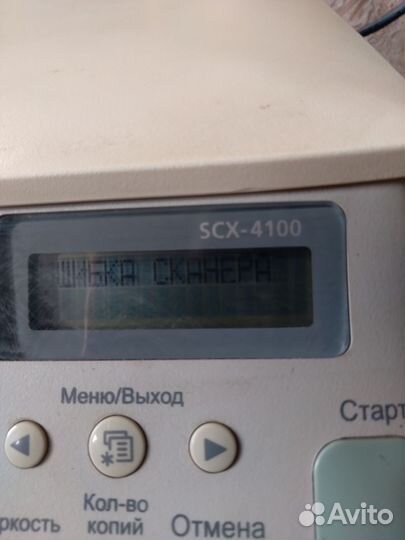 SCX-4100
ШИБКА СКАНЕРА
Меню/Выход
Старт
Кол-во
копий
ркость
Отмена
Avito